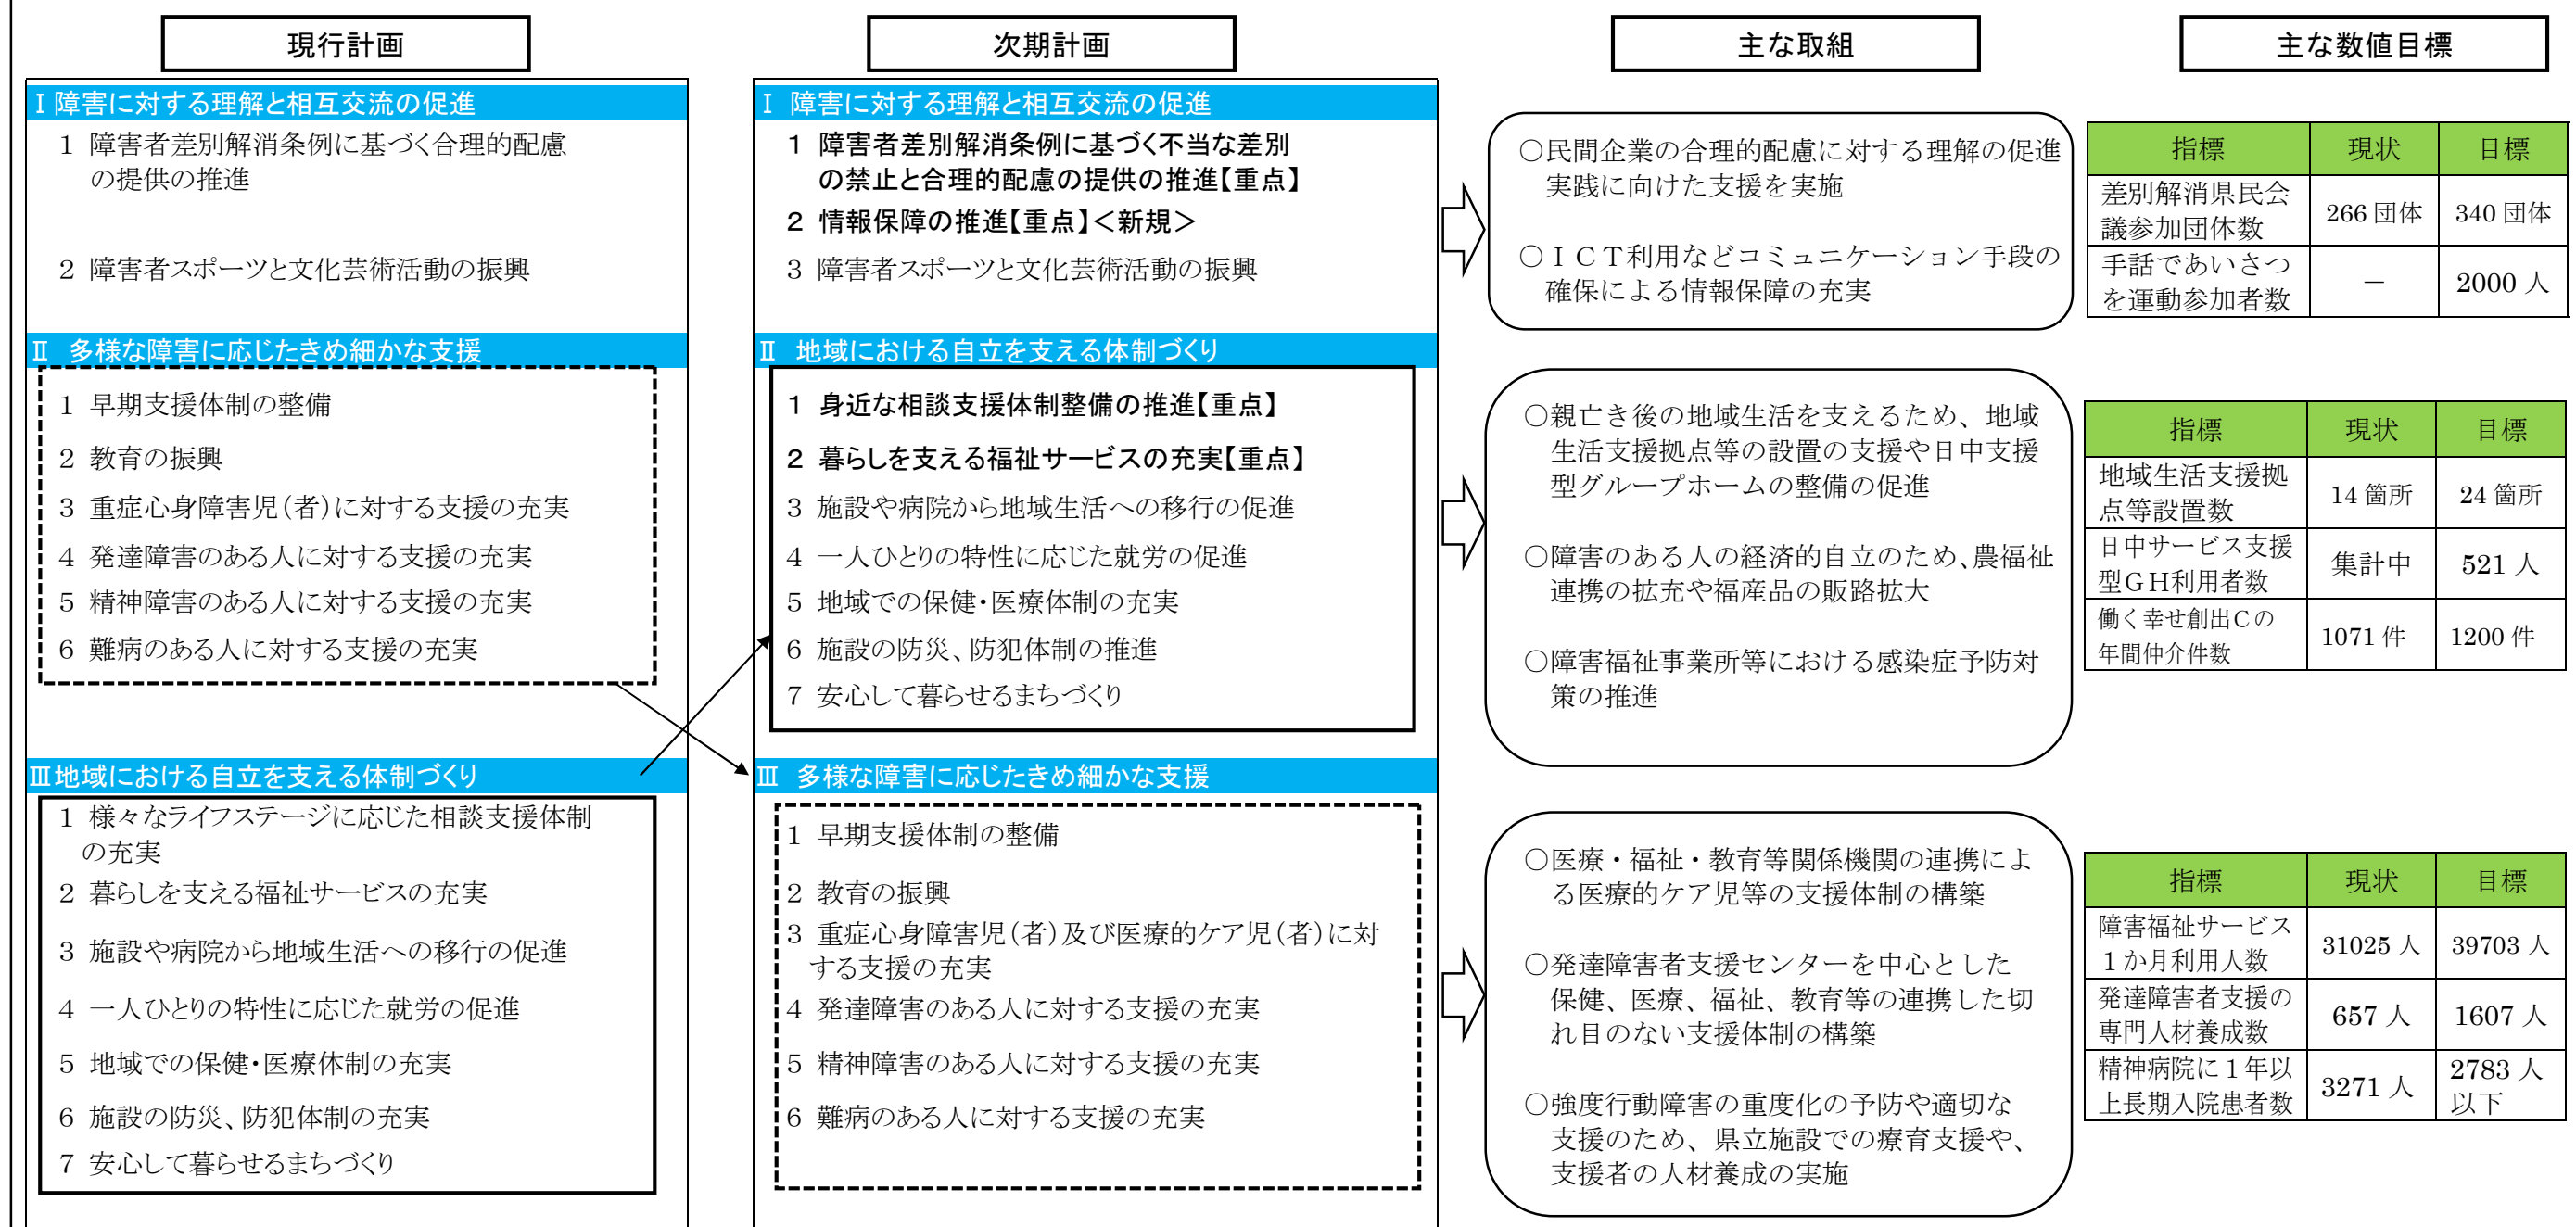 現行計画
Ⅰ障害に対する理解と相互交流の促進
1 障害者差別解消条例に基づく合理的配慮
の提供の推進
2 障害者スポーツと文化芸術活動の振興
Ⅱ 多様な障害に応じたきめ細かな支援
1 早期支援体制の整備
2 教育の振興
3 重症心身障害児(者)に対する支援の充実
4 発達障害のある人に対する支援の充実
5 精神障害のある人に対する支援の充実
6 難病のある人に対する支援の充実
Ⅲ地域における自立を支える体制づくり
1 様々なライフステージに応じた相談支援体制
の充実
2 暮らしを支える福祉サービスの充実
3 施設や病院から地域生活への移行の促進
4 一人ひとりの特性に応じた就労の促進
5 地域での保健・医療体制の充実
6 施設の防災、防犯体制の充実
7 安心して暮らせるまちづくり
次期計画
Ⅰ 障害に対する理解と相互交流の促進
1 障害者差別解消条例に基づく不当な差別
の禁止と合理的配慮の提供の推進【重点】
2 情報保障の推進【重点】<新規>
3 障害者スポーツと文化芸術活動の振興
Ⅱ 地域における自立を支える体制づくり
1 身近な相談支援体制整備の推進【重点】
2 暮らしを支える福祉サービスの充実【重点】
3 施設や病院から地域生活への移行の促進
4 一人ひとりの特性に応じた就労の促進
5 地域での保健・医療体制の充実
6 施設の防災、防犯体制の推進
7 安心して暮らせるまちづくり
Ⅲ 多様な障害に応じたきめ細かな支援
1 早期支援体制の整備
2 教育の振興
3 重症心身障害児(者)及び医療的ケア児(者)に対
する支援の充実
4 発達障害のある人に対する支援の充実
5 精神障害のある人に対する支援の充実
6 難病のある人に対する支援の充実
主な取組
○民間企業の合理的配慮に対する理解の促進
実践に向けた支援を実施
○ICT利用などコミュニケーション手段の
確保による情報保障の充実
○親亡き後の地域生活を支えるため、地域
生活支援拠点等の設置の支援や日中支援
型グループホームの整備の促進
○障害のある人の経済的自立のため、農福祉
連携の拡充や福産品の販路拡大
○障害福祉事業所等における感染症予防対
策の推進
○医療・福祉・教育等関係機関の連携によ
る医療的ケア児等の支援体制の構築
○発達障害者支援センターを中心とした
保健、医療、福祉、教育等の連携した切
れ目のない支援体制の構築
○強度行動障害の重度化の予防や適切な
支援のため、県立施設での療育支援や、
支援者の人材養成の実施
主な数値目標
指標 現状 目標
差別解消県民会
議参加団体数 266団体 340団体
手話であいさつ
を運動参加者数 － 2000人
指標 現状 目標
地域生活支援拠
点等設置数 14箇所 24箇所
日中サービス支援
型GH利用者数 集計中 521人
働く幸せ創出Cの
年間仲介件数 1071件 1200件
指標 現状 目標
障害福祉サービス
1か月利用人数 31025人 39703人
発達障害者支援の
専門人材養成数 657人 1607人
精神病院に1年以
上長期入院患者数 3271人 2783人
以下